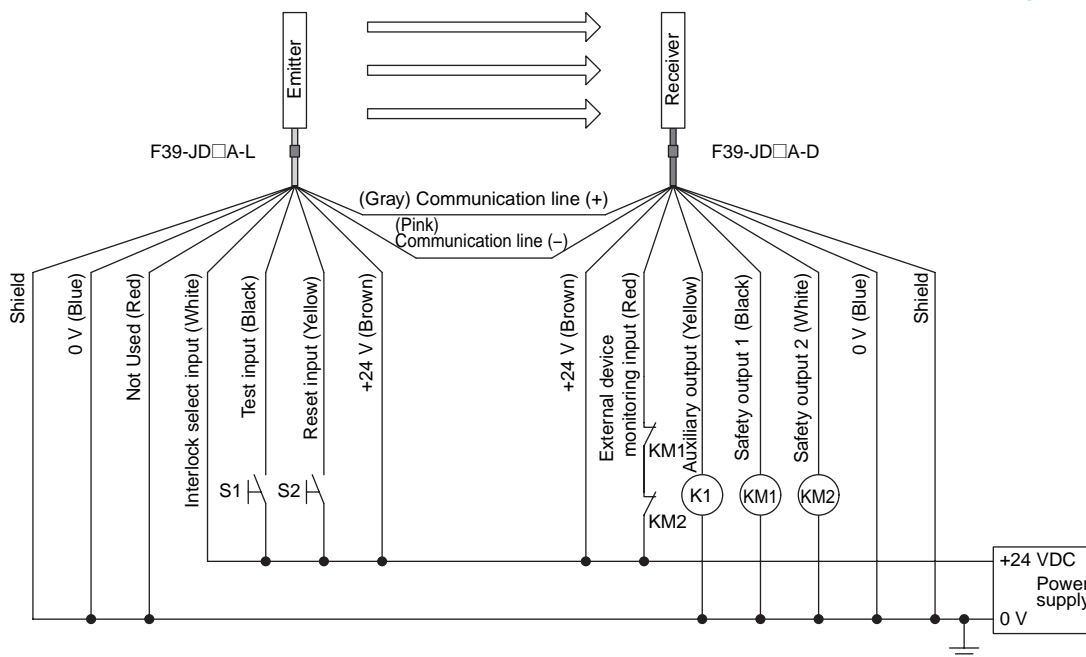 Emitter
Receiver
F39-JD□A-L
F39-JD□A-D
(Gray) Communication line (+)
(Pink)
Communication line (−)
Shield
0 V (Blue)
Not Used (Red)
Interlock select input (White)
Test input (Black)
Reset input (Yellow)
+24 V (Brown)
+24 V (Brown)
External device
monitoring input (Red)
Auxiliary output (Yellow)
Safety output 1 (Black)
Safety output 2 (White)
0 V (Blue)
Shield
S1
S2
KM1
KM2
K1
KM1
KM2
+24 VDC
Power
supply
0 V